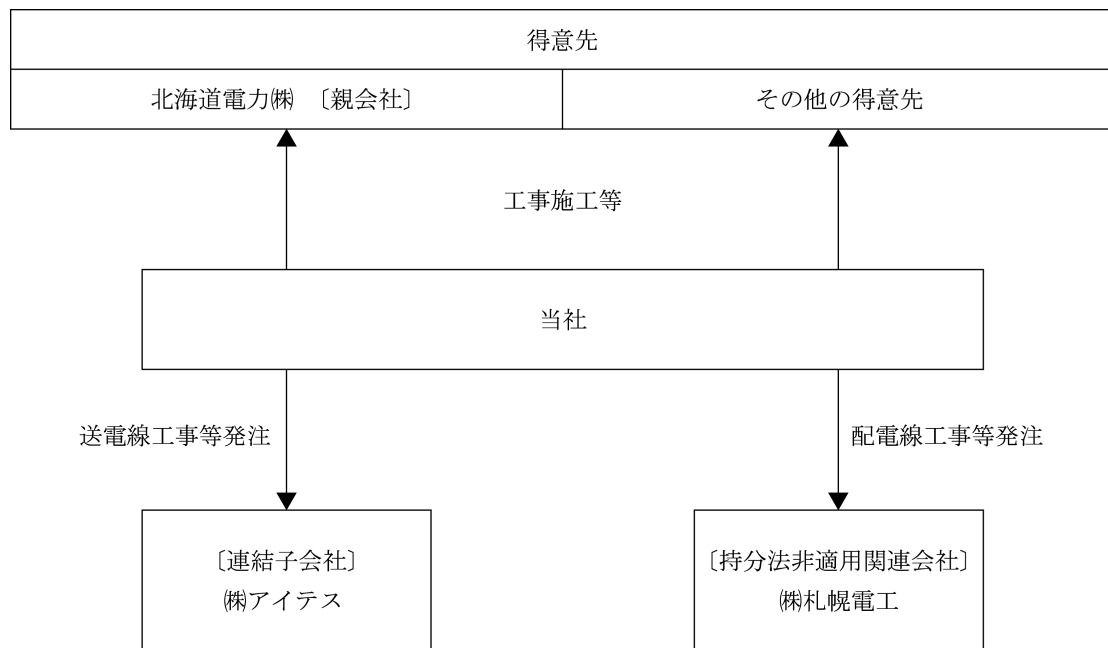 得意先
北海道電力㈱ 〔親会社〕
その他の得意先
工事施工等
当社
送電線工事等発注
配電線工事等発注
〔連結子会社〕
㈱アイテス
〔持分法非適用関連会社〕
㈱札幌電工